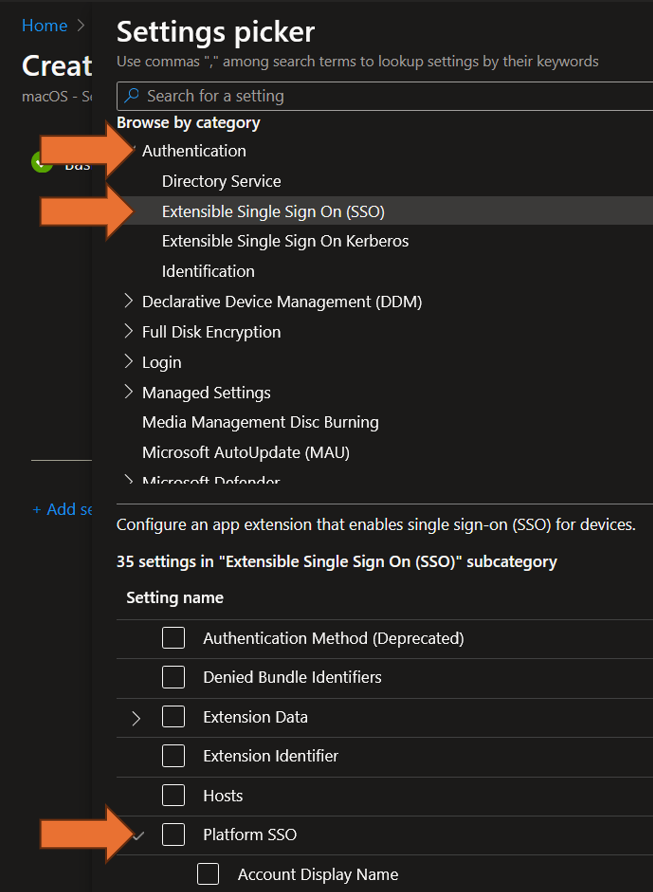 Home
Settings picker
Use commas "," among search terms to lookup settings by their keywords
Creat
macOS - Se
Search for a setting
Browse by category
Bas
Authentication
Directory Service
Extensible Single Sign On (SSO)
Extensible Single Sign On Kerberos
Identification
Declarative Device Management (DDM)
Full Disk Encryption
Login
Managed Settings
Media Management Disc Burning
Microsoft AutoUpdate (MAU)
Microsoft Defender
+ Add se
Configure an app extension that enables single sign-on (SSO) for devices.
35 settings in "Extensible Single Sign On (SSO)" subcategory
Setting name
Authentication Method (Deprecated)
Denied Bundle Identifiers
Extension Data
Extension Identifier
Hosts
Platform SSO
Account Display Name